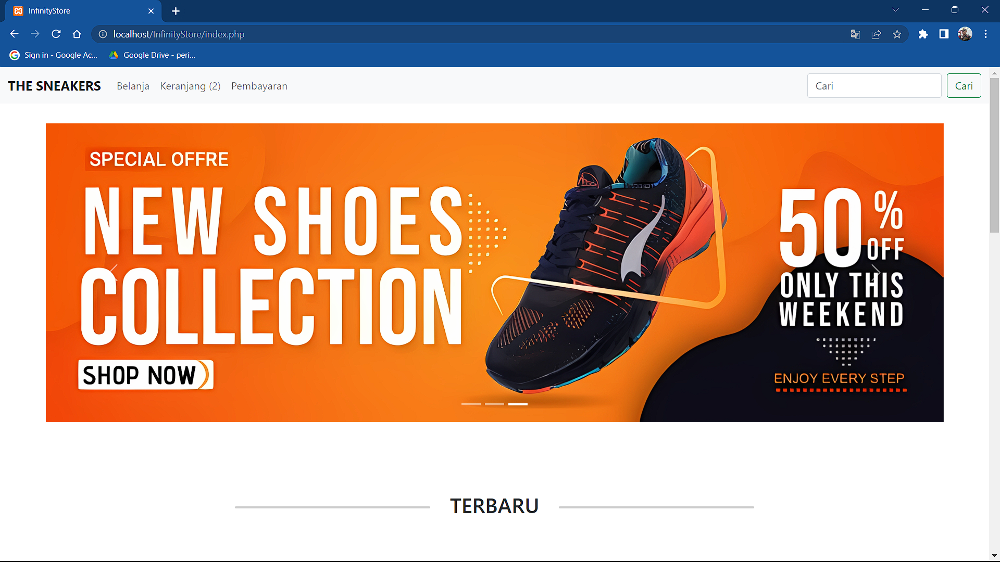 InfinityStore
localhost/InfinityStore/index.php
Sign in - Google Ac...
Google Drive - peri...
THE SNEAKERS
Belanja
Keranjang (2)
Pembayaran
Cari
Cari
SPECIAL OFFRE
NEW SHOES
COLLECTION
SHOP NOW
50%
OFF
ONLY THIS
WEEKEND
ENJOY EVERY STEP
TERBARU